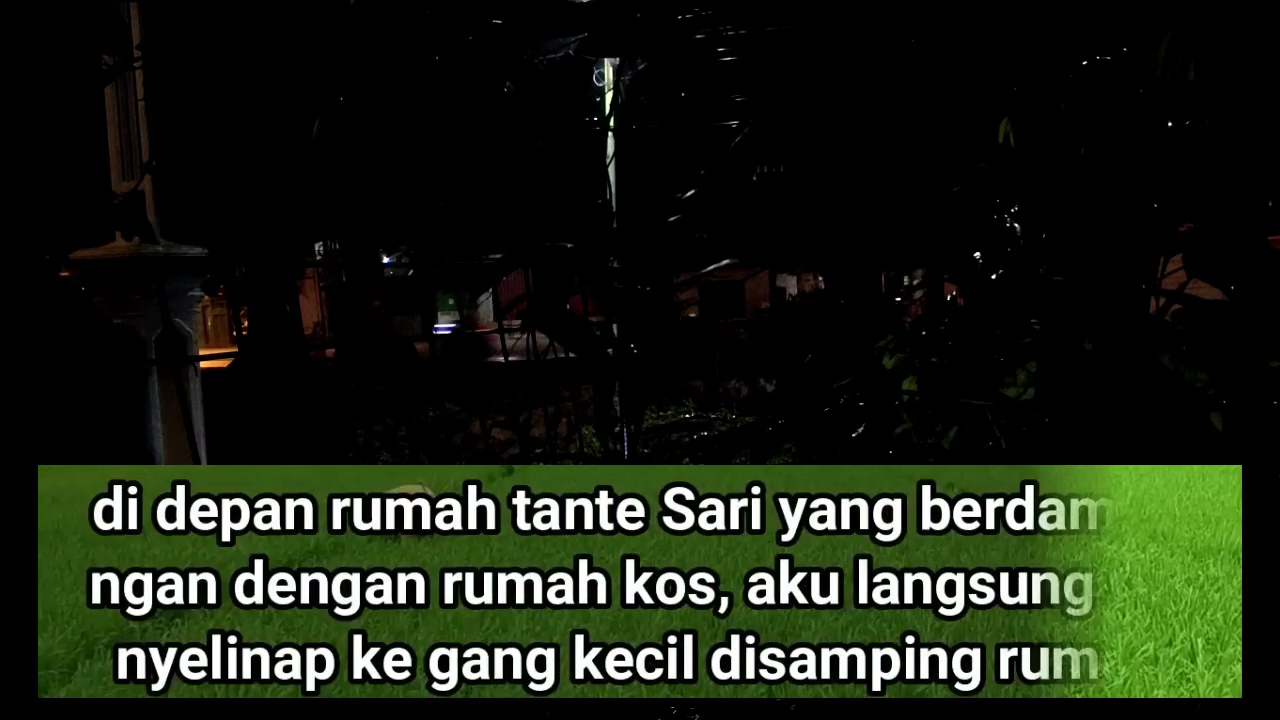 di depan rumah tante Sari yang berdam
ngan dengan rumah kos, aku langsung
nyelinap ke gang kecil disamping rum